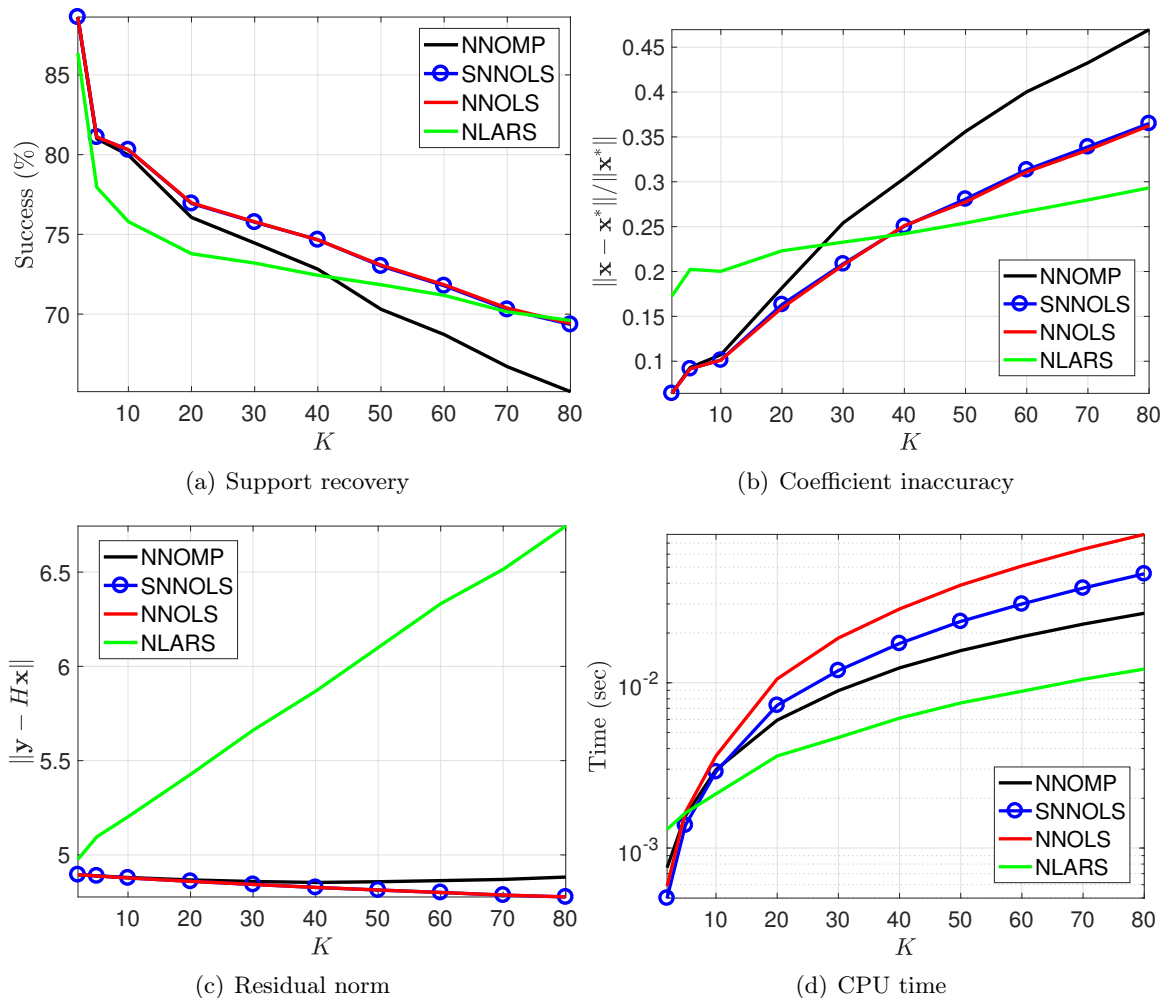 85
80
75
70
Success (%)
NNOMP
SNNOLS
NNOLS
NLARS
10 20 30 40 50 60 70 80
K
(a) Support recovery
0.45
0.4
0.35
0.3
0.25
0.2
0.15
0.1
||x − x*||/||x*||
NNOMP
SNNOLS
NNOLS
NLARS
10 20 30 40 50 60 70 80
K
(b) Coefficient inaccuracy
6.5
6
5.5
5
||y − Hx||
NNOMP
SNNOLS
NNOLS
NLARS
10 20 30 40 50 60 70 80
K
(c) Residual norm
10⁻²
10⁻³
Time (sec)
NNOMP
SNNOLS
NNOLS
NLARS
10 20 30 40 50 60 70 80
K
(d) CPU time